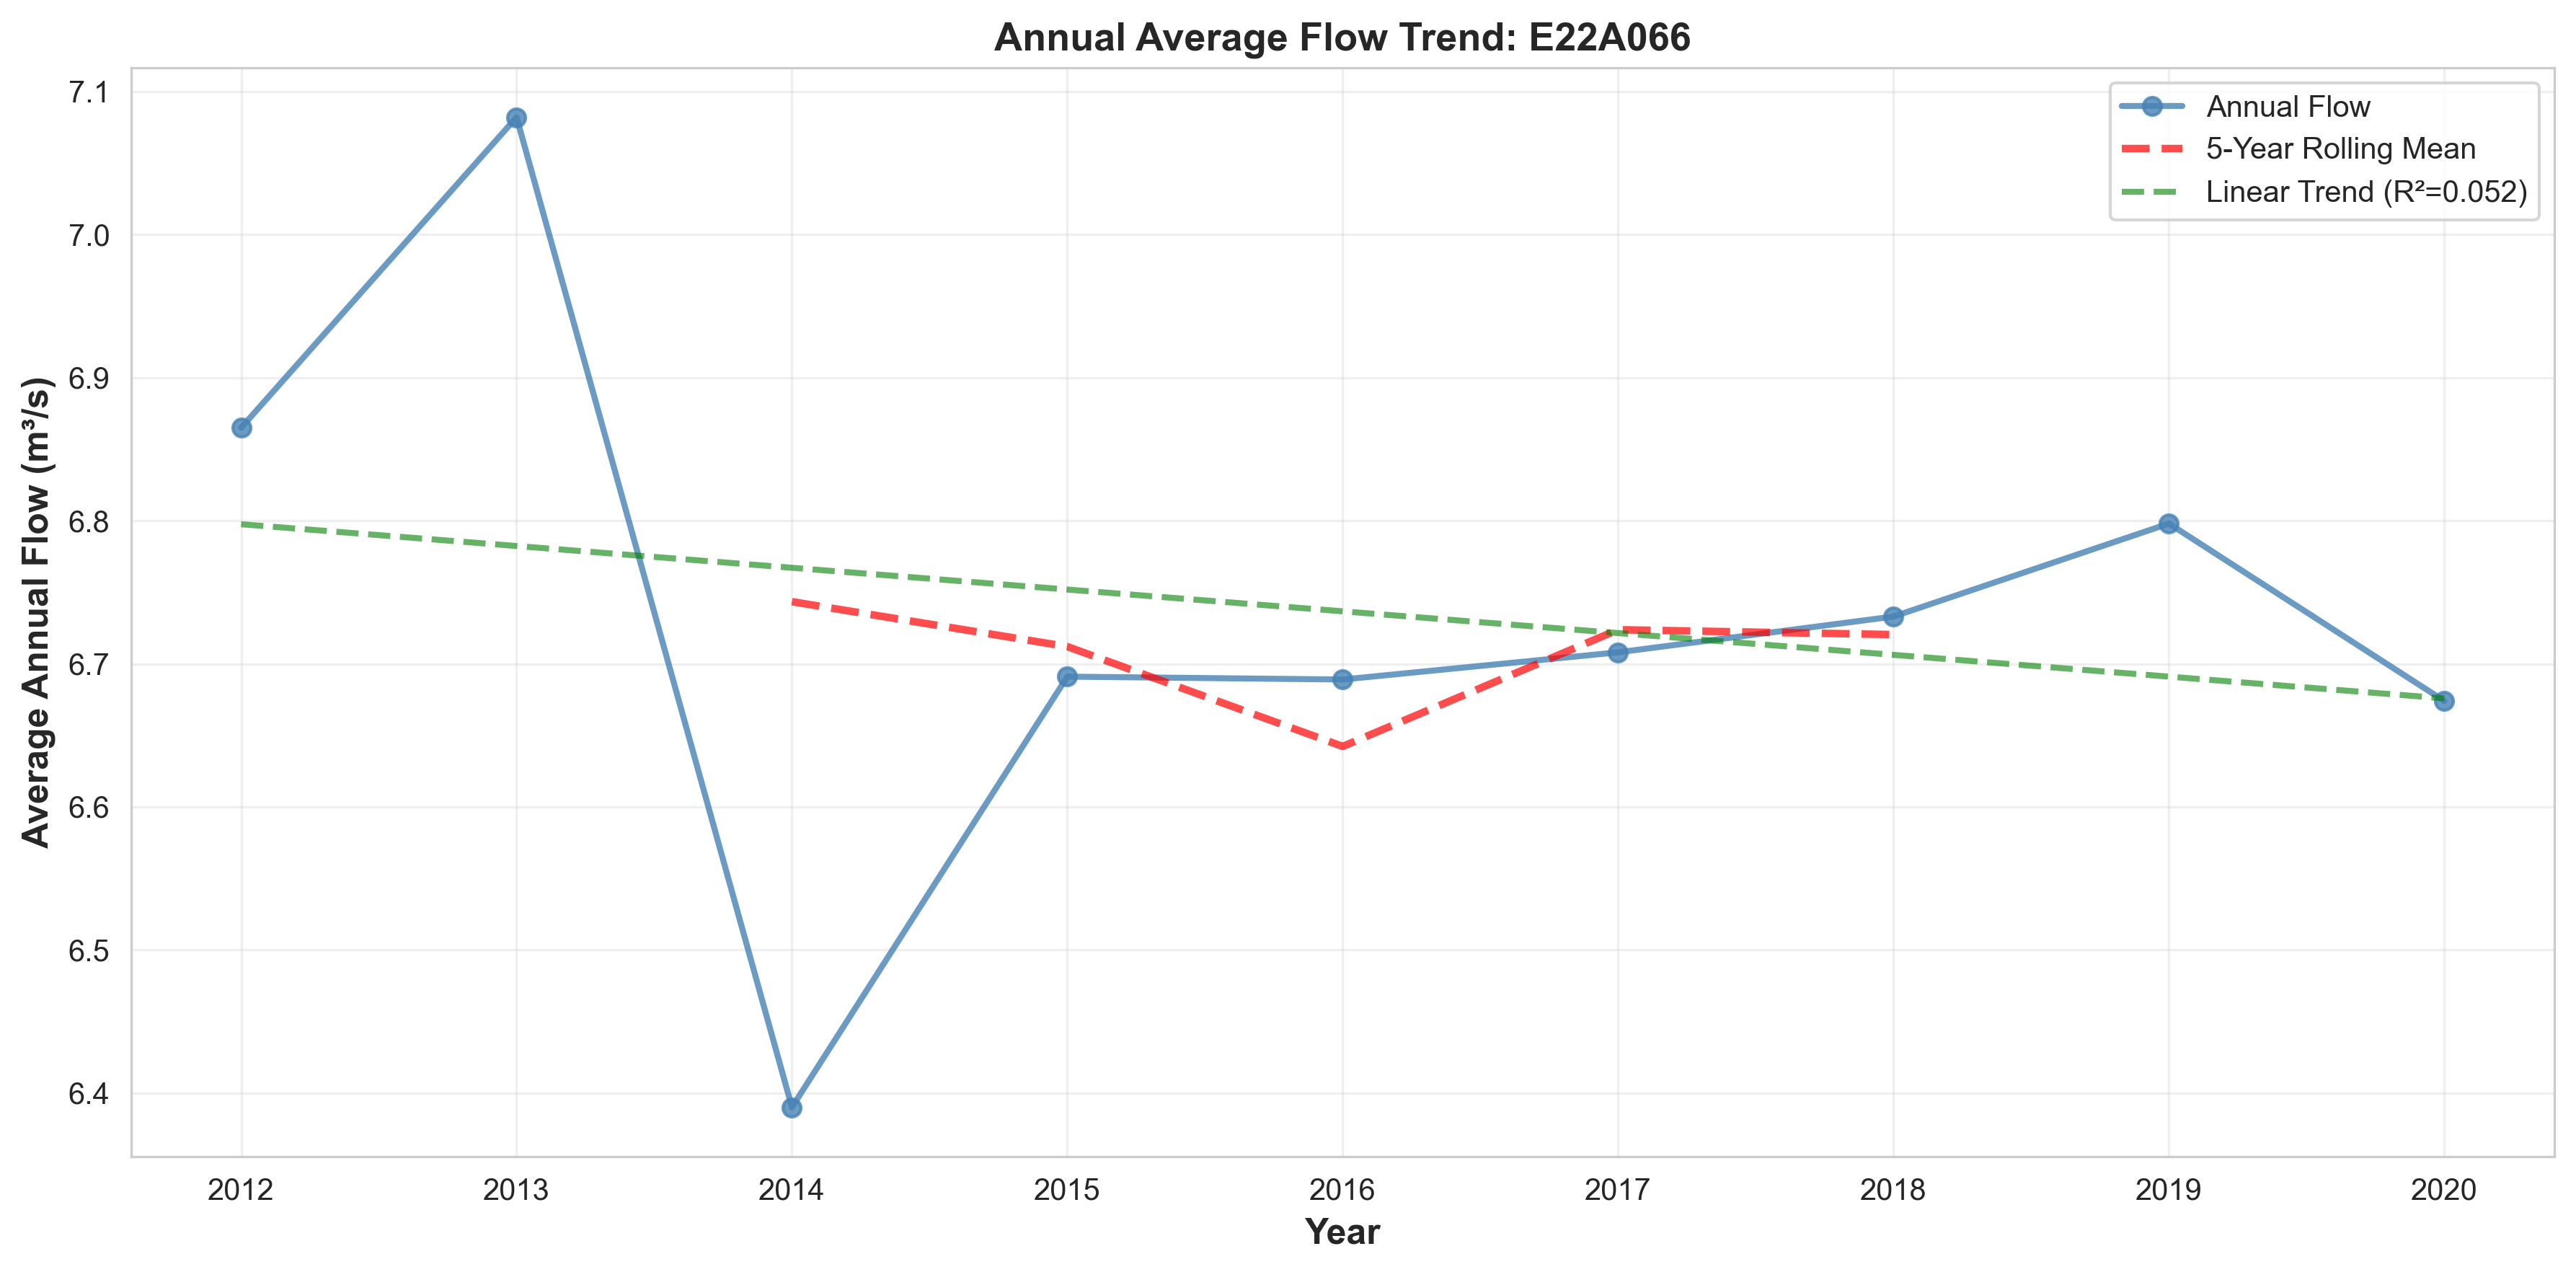 Annual Average Flow Trend: E22A066
Annual Flow
5-Year Rolling Mean
Linear Trend (R²=0.052)
Average Annual Flow (m³/s)
7.1
7.0
6.9
6.8
6.7
6.6
6.5
6.4
2012 2013 2014 2015 2016 2017 2018 2019 2020
Year